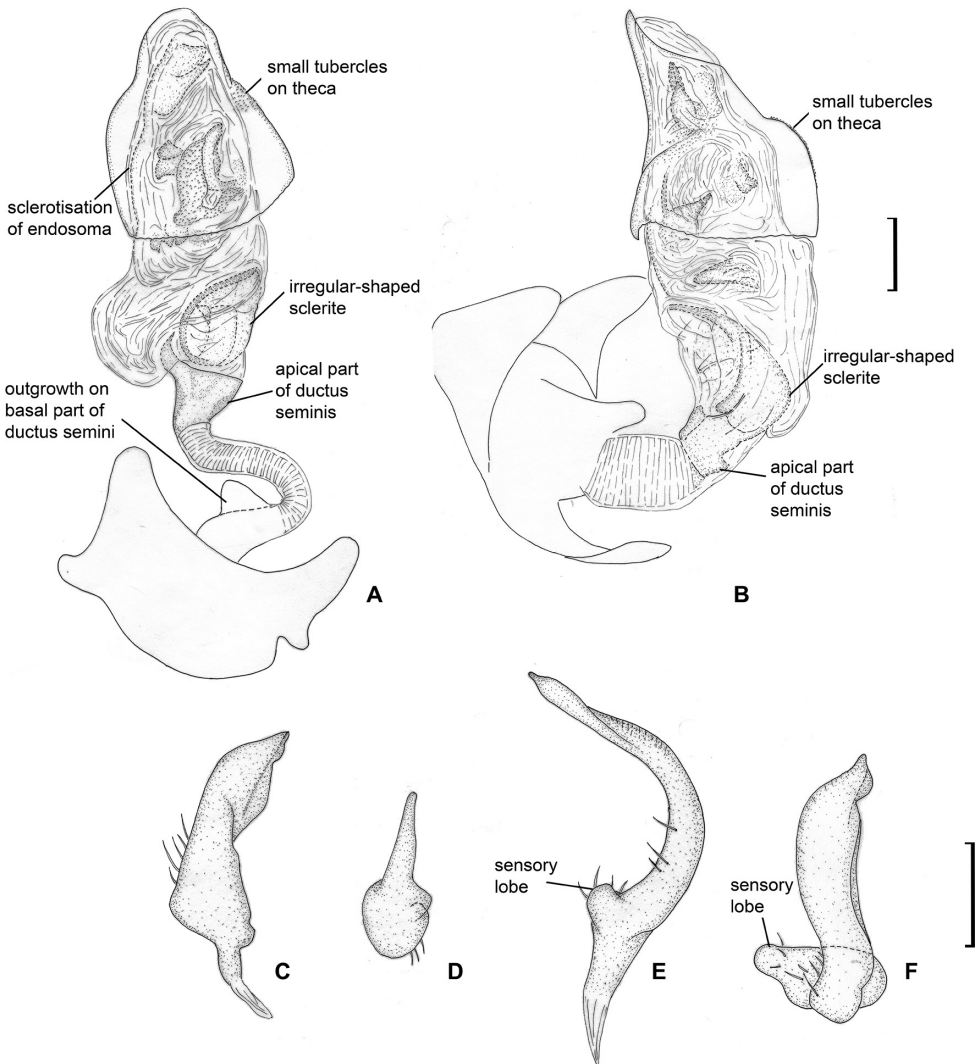 small tubercles
on theca
sclerotisation
of endosoma
irregular-shaped
sclerite
outgrowth on
basal part of
ductus semini
apical part
of ductus
seminis
A
small tubercles
on theca
irregular-shaped
sclerite
apical part
of ductus
seminis
B
C
D
sensory
lobe
E
sensory
lobe
F